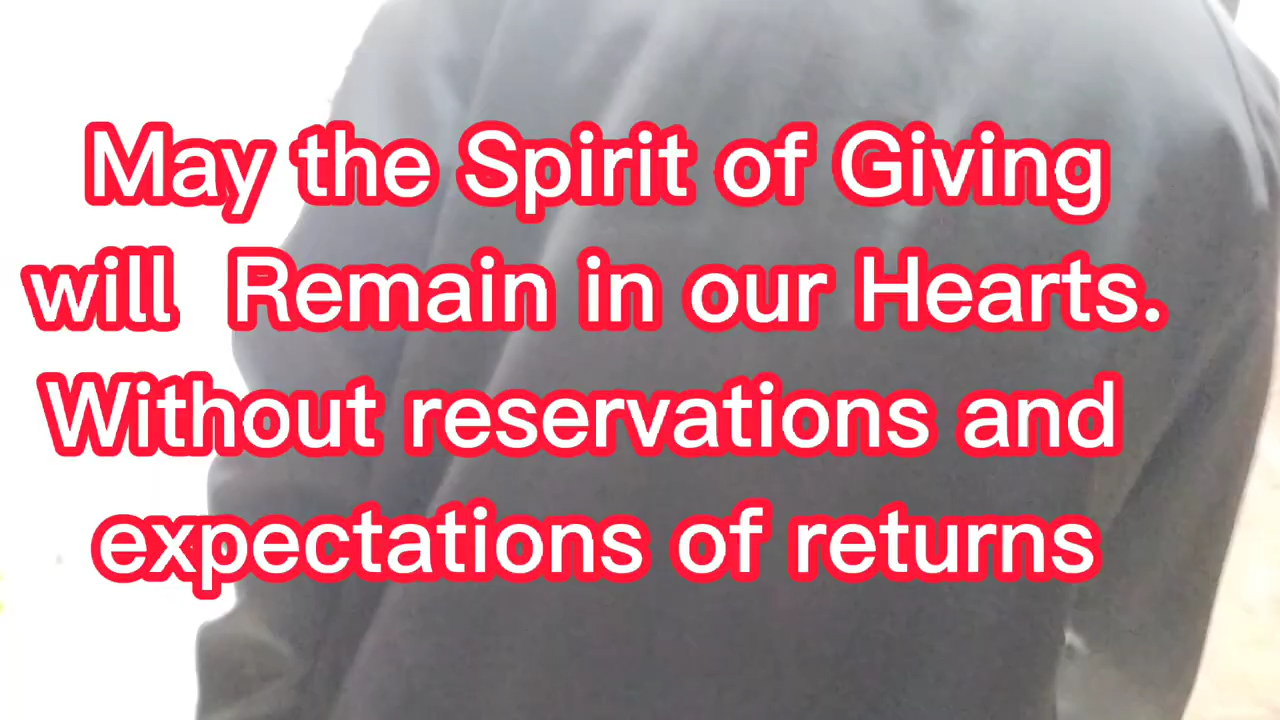 May the Spirit of Giving
will  Remain in our Hearts.
Without reservations and
expectations of returns